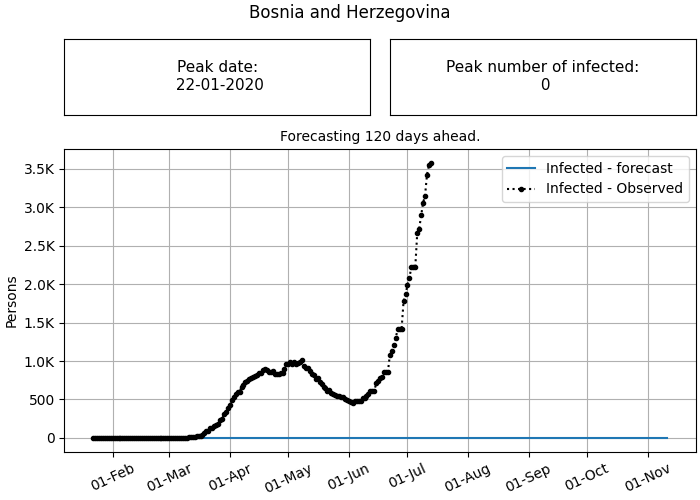 Bosnia and Herzegovina
Peak date:
22-01-2020
Peak number of infected:
0
Forecasting 120 days ahead.
Infected - forecast
Infected - Observed
Persons
3.5K
3.0K
2.5K
2.0K
1.5K
1.0K
500
0
01-Feb
01-Mar
01-Apr
01-May
01-Jun
01-Jul
01-Aug
01-Sep
01-Oct
01-Nov